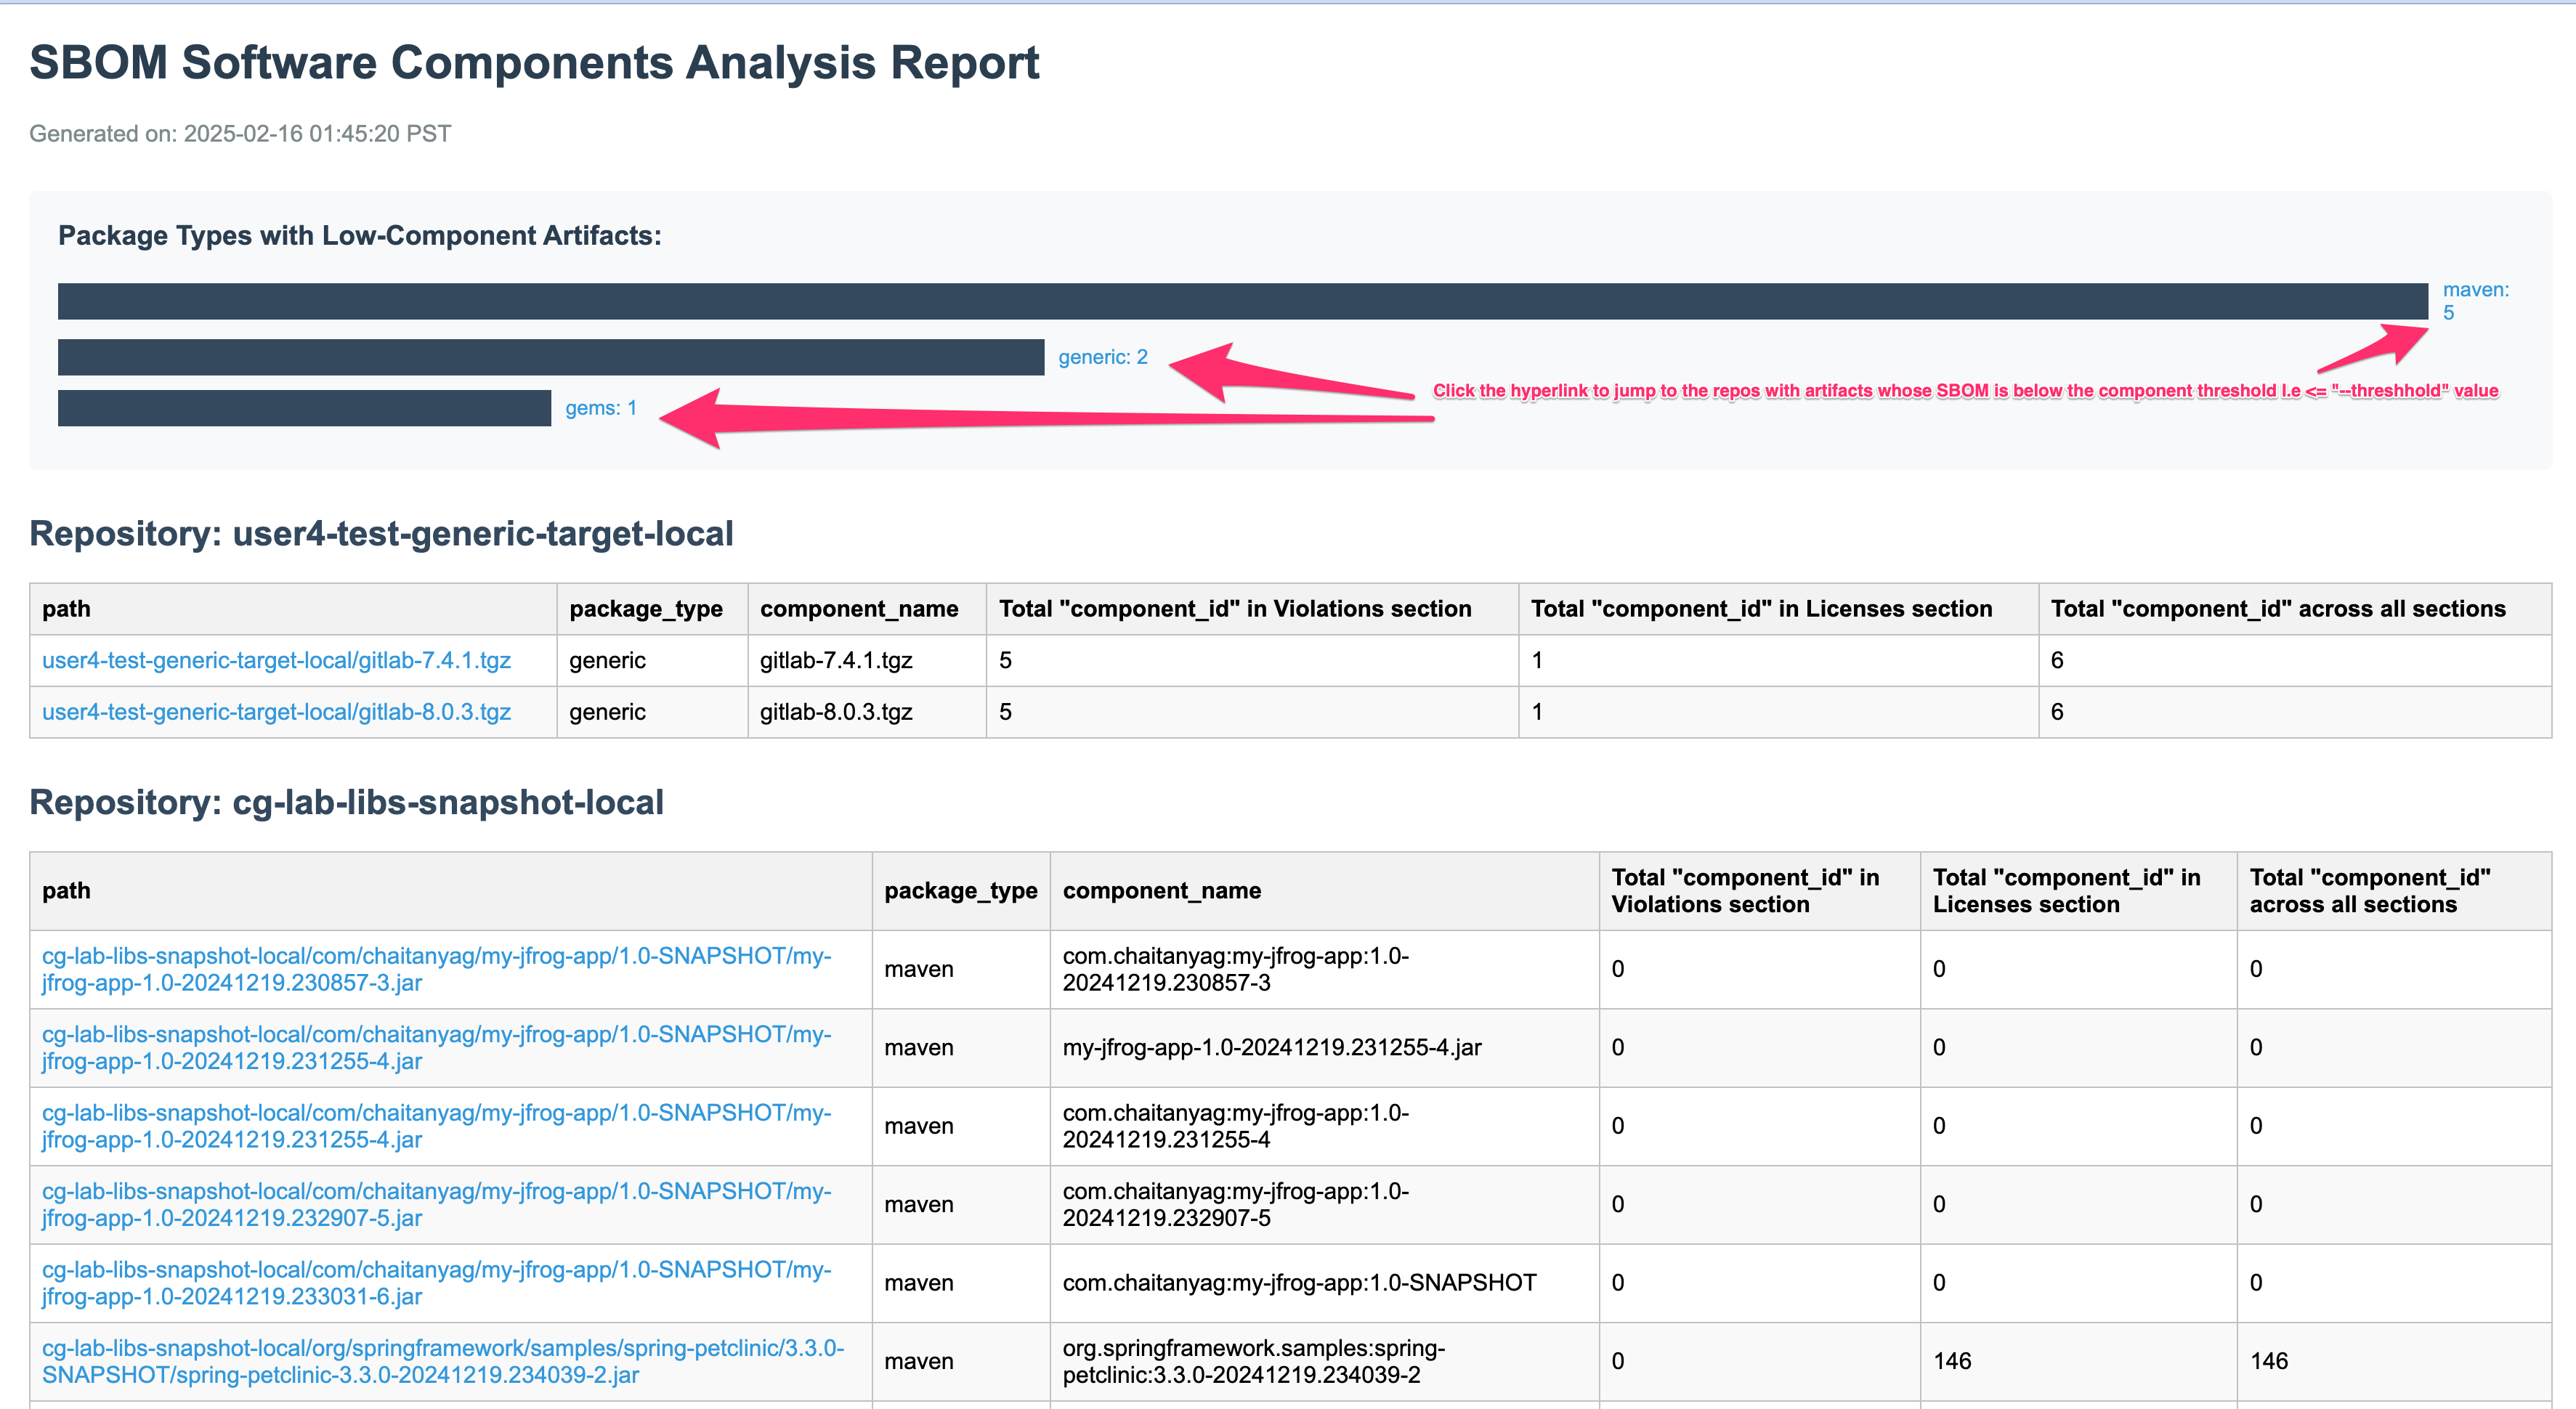 SBOM Software Components Analysis Report
Generated on: 2025-02-16 01:45:20 PST
Package Types with Low-Component Artifacts:
maven:
5
generic: 2
Click the hyperlink to jump to the repos with artifacts whose SBOM is below the component threshold I.e <= "--threshhold" value
gems: 1
Repository: user4-test-generic-target-local
path package_type component_name Total "component_id" in Violations section Total "component_id" in Licenses section Total "component_id" across all sections
user4-test-generic-target-local/gitlab-7.4.1.tgz generic gitlab-7.4.1.tgz 5 1 6
user4-test-generic-target-local/gitlab-8.0.3.tgz generic gitlab-8.0.3.tgz 5 1 6
Repository: cg-lab-libs-snapshot-local
path package_type component_name Total "component_id" in Violations section Total "component_id" in Licenses section Total "component_id" across all sections
cg-lab-libs-snapshot-local/com/chaitanyag/my-jfrog-app/1.0-SNAPSHOT/my-
jfrog-app-1.0-20241219.230857-3.jar
maven
com.chaitanyag:my-jfrog-app:1.0-
20241219.230857-3
0 0 0
cg-lab-libs-snapshot-local/com/chaitanyag/my-jfrog-app/1.0-SNAPSHOT/my-
jfrog-app-1.0-20241219.231255-4.jar
maven
my-jfrog-app-1.0-20241219.231255-4.jar
0 0 0
cg-lab-libs-snapshot-local/com/chaitanyag/my-jfrog-app/1.0-SNAPSHOT/my-
jfrog-app-1.0-20241219.231255-4.jar
maven
com.chaitanyag:my-jfrog-app:1.0-
20241219.231255-4
0 0 0
cg-lab-libs-snapshot-local/com/chaitanyag/my-jfrog-app/1.0-SNAPSHOT/my-
jfrog-app-1.0-20241219.232907-5.jar
maven
com.chaitanyag:my-jfrog-app:1.0-
20241219.232907-5
0 0 0
cg-lab-libs-snapshot-local/com/chaitanyag/my-jfrog-app/1.0-SNAPSHOT/my-
jfrog-app-1.0-20241219.233031-6.jar
maven
com.chaitanyag:my-jfrog-app:1.0-SNAPSHOT
0 0 0
cg-lab-libs-snapshot-local/org/springframework/samples/spring-petclinic/3.3.0-
SNAPSHOT/spring-petclinic-3.3.0-20241219.234039-2.jar
maven
org.springframework.samples:spring-
petclinic:3.3.0-20241219.234039-2
0 146 146